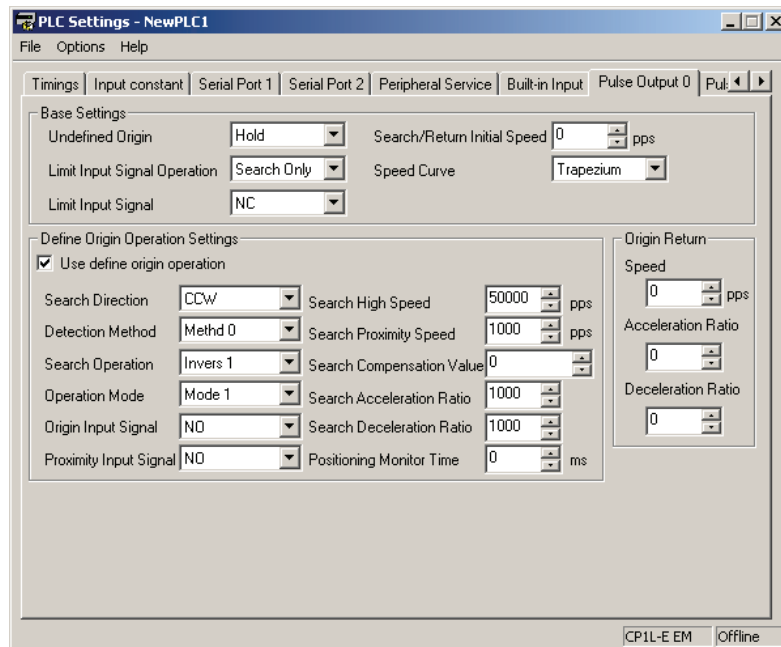 PLC Settings - NewPLC1
File Options Help
Timings Input constant Serial Port 1 Serial Port 2 Peripheral Service Built-in Input Pulse Output 0
Base Settings
Undefined Origin Hold Search/Return Initial Speed 0 pps
Limit Input Signal Operation Search Only Speed Curve Trapezium
Limit Input Signal NC
Define Origin Operation Settings
Use define origin operation
Search Direction CCW Search High Speed 50000 pps
Detection Method Methd 0 Search Proximity Speed 1000 pps
Search Operation Invers 1 Search Compensation Value 0
Operation Mode Mode 1 Search Acceleration Ratio 1000
Origin Input Signal NO Search Deceleration Ratio 1000
Proximity Input Signal NO Positioning Monitor Time 0 ms
Origin Return
Speed
0 pps
Acceleration Ratio
0
Deceleration Ratio
0
CP1L-E EM Offline